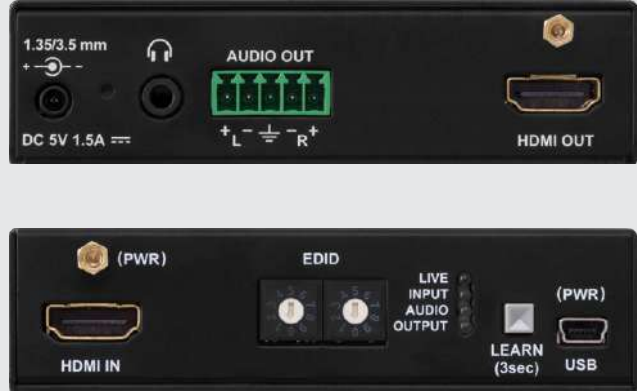 1.35/3.5 mm
+ - -
AUDIO OUT
DC 5V 1.5A
+ L - - R +
HDMI OUT
(PWR)
EDID
LIVE
INPUT
AUDIO
OUTPUT
(PWR)
HDMI IN
LEARN
(3sec)
USB